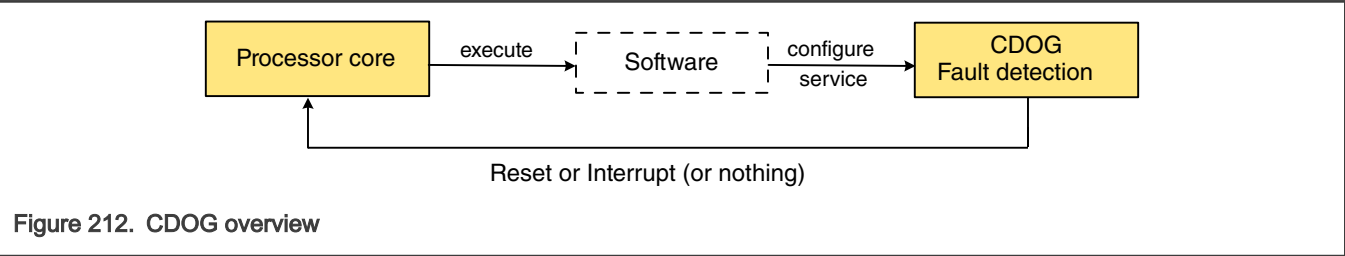 Processor core
execute
Software
configure
service
CDOG
Fault detection
Reset or Interrupt (or nothing)
Figure 212. CDOG overview